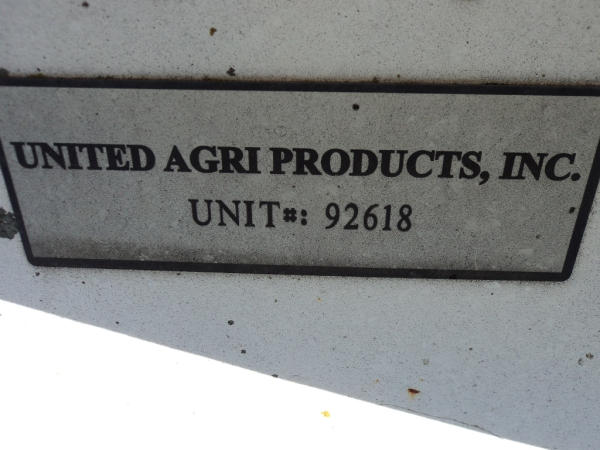 UNITED AGRI PRODUCTS, INC.
UNIT#: 92618